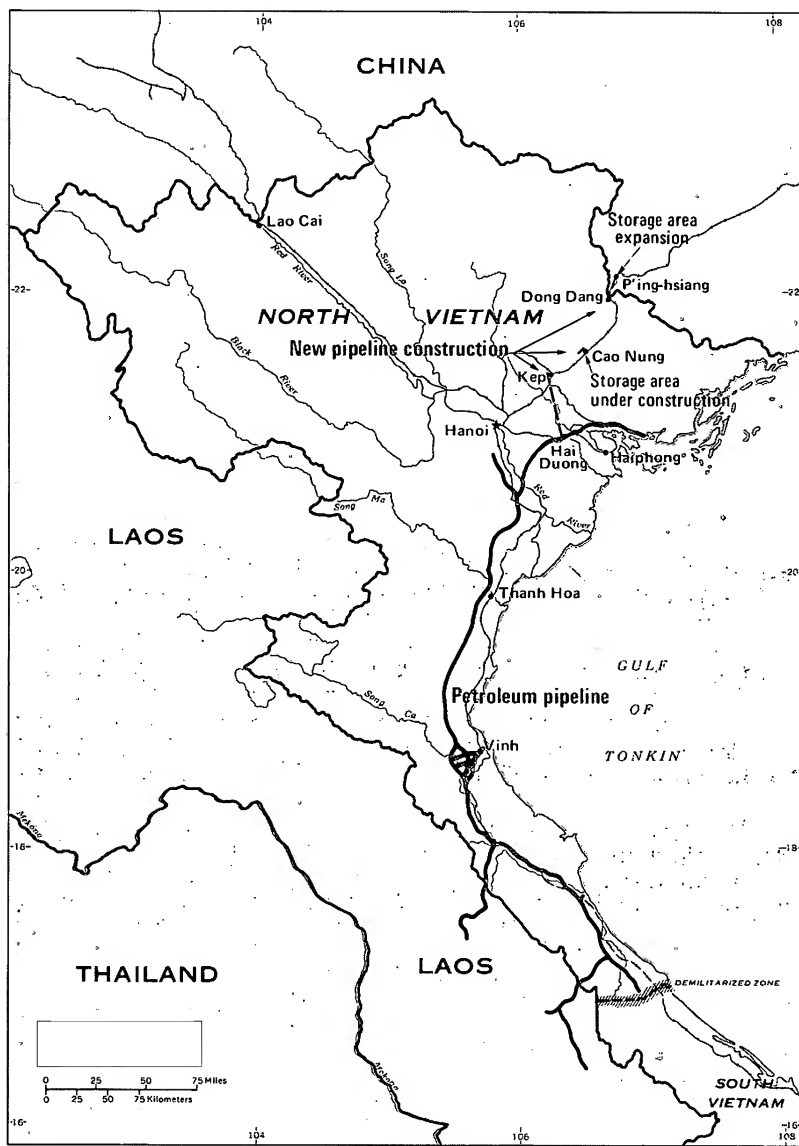 104
106
108
CHINA
Lao Cai
Red River
Song Lo
Storage area
expansion
P'ing-hsiang
-22
22-
Dong Dang
NORTH VIETNAM
New pipeline construction
Cao Nung
Kep
Storage area
under construction
Black River
Hanoi
Hai
Duong
Haiphong
Red River
Song Ma
LAOS
-20
20-
Thanh Hoa
GULF
OF
TONKIN
Petroleum pipeline
Song Ca
Vinh
Mekong
-18
-18
THAILAND
LAOS
DEMILITARIZED ZONE
0 25 50 75 Miles
0 25 50 75 Kilometers
Mekong
SOUTH
VIETNAM
-16
16-
104
106
108